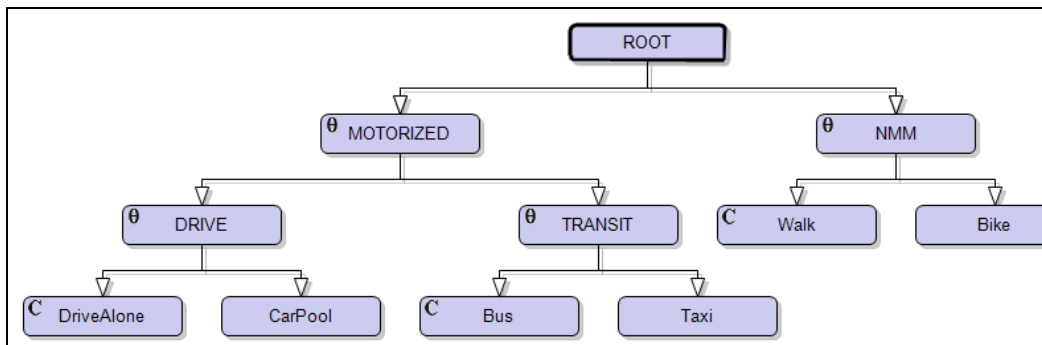 ROOT
θ MOTORIZED
θ NMM
θ DRIVE
θ TRANSIT
C Walk
Bike
C DriveAlone
CarPool
C Bus
Taxi